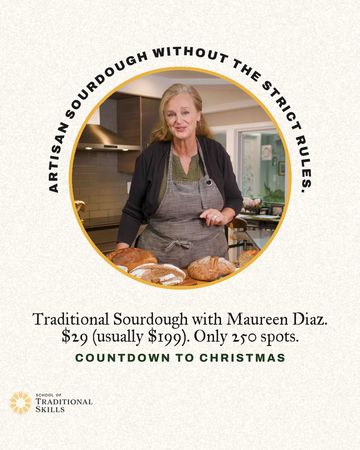 ARTISAN SOURDOUGH WITHOUT THE STRICT RULES.
Traditional Sourdough with Maureen Diaz.
$29 (usually $199). Only 250 spots.
COUNTDOWN TO CHRISTMAS
SCHOOL OF
TRADITIONAL
SKILLS